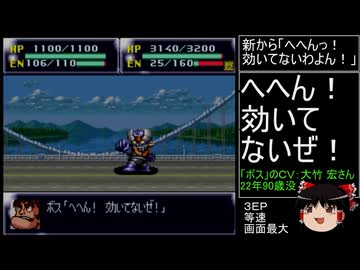 HP 1100/1100
EN 106/110
HP 3140/3200
EN 25/160
新から「へへんっ！
効いてないわよん！」
へへん！
効いて
ないぜ！
「ボス」のCV：大竹 宏さん
22年90歳没
3EP
等速
画面最大
ボス「へへん！ 効いてないぜ！」